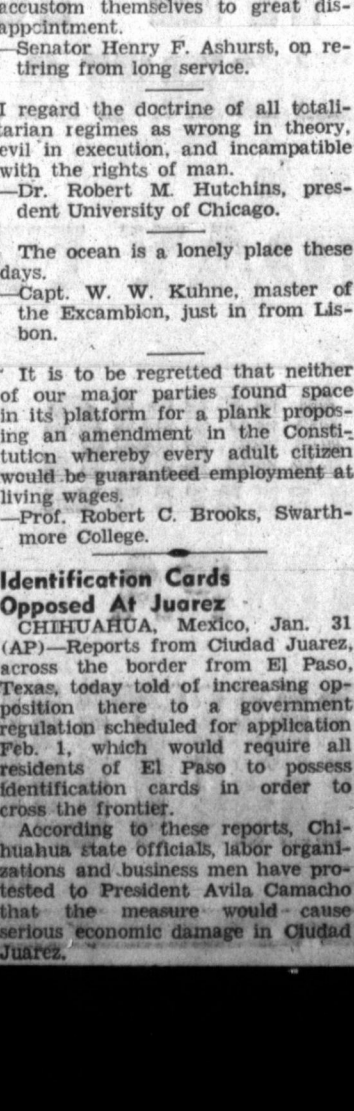 accustom themselves to great dis-
appointment.
—Senator Henry F. Ashurst, on re-
tiring from long service.
I regard the doctrine of all totali-
tarian regimes as wrong in theory,
evil in execution, and incampatible
with the rights of man.
—Dr. Robert M. Hutchins, pres-
dent University of Chicago.
The ocean is a lonely place these
days.
—Capt. W. W. Kuhne, master of
the Excambion, just in from Lis-
bon.
It is to be regretted that neither
of our major parties found space
in its platform for a plank propos-
ing an amendment in the Consti-
tution whereby every adult citizen
would be guaranteed employment at
living wages.
—Prof. Robert C. Brooks, Swarth-
more College.
Identification Cards
Opposed At Juarez
CHIHUAHUA, Mexico, Jan. 31
(AP)—Reports from Ciudad Juarez,
across the border from El Paso,
Texas, today told of increasing op-
position there to a government
regulation scheduled for application
Feb. 1, which would require all
residents of El Paso to possess
identification cards in order to
cross the frontier.
According to these reports, Chi-
huahua state officials, labor organi-
zations and business men have pro-
tested to President Avila Camacho
that the measure would cause
serious economic damage in Ciudad
Juarez.